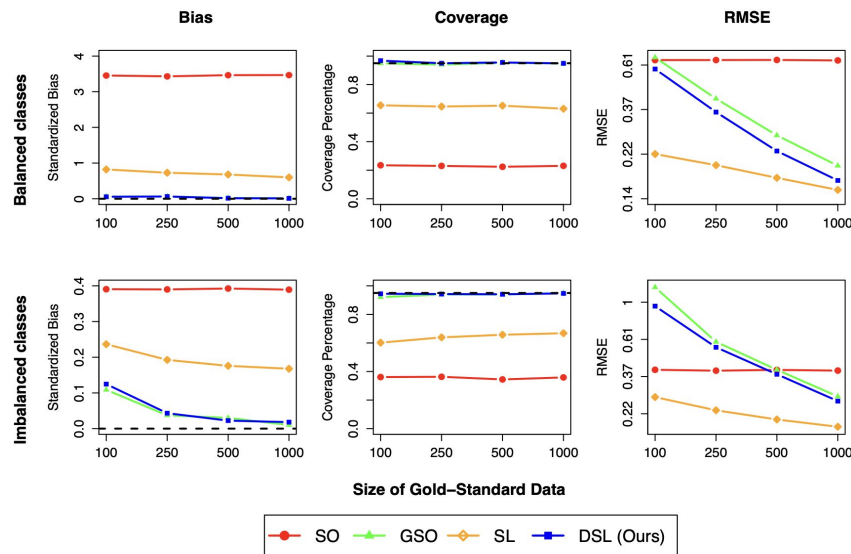 Bias Coverage RMSE
Balanced classes
Standardized Bias
4
3
2
1
0
100 250 500 1000
Coverage Percentage
0.8
0.4
0.0
100 250 500 1000
RMSE
0.61
0.37
0.22
0.14
100 250 500 1000
Imbalanced classes
Standardized Bias
0.4
0.3
0.2
0.1
0.0
100 250 500 1000
Coverage Percentage
0.8
0.4
0.0
100 250 500 1000
RMSE
1
0.61
0.37
0.22
100 250 500 1000
Size of Gold−Standard Data
SO GSO SL DSL (Ours)